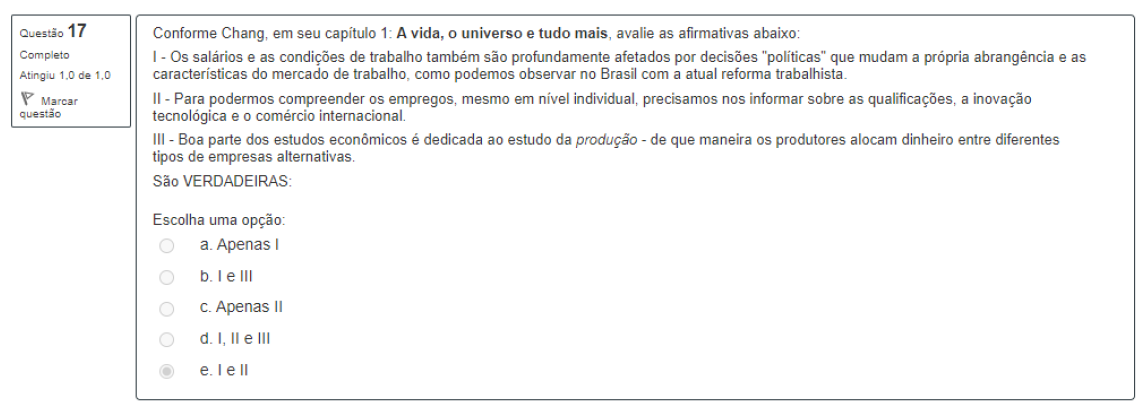 Questão 17
Completo
Atingiu 1,0 de 1,0
Marcar
questão
Conforme Chang, em seu capítulo 1: A vida, o universo e tudo mais, avalie as afirmativas abaixo:
I - Os salários e as condições de trabalho também são profundamente afetados por decisões "políticas" que mudam a própria abrangência e as
características do mercado de trabalho, como podemos observar no Brasil com a atual reforma trabalhista.
II - Para podermos compreender os empregos, mesmo em nível individual, precisamos nos informar sobre as qualificações, a inovação
tecnológica e o comércio internacional.
III - Boa parte dos estudos econômicos é dedicada ao estudo da produção - de que maneira os produtores alocam dinheiro entre diferentes
tipos de empresas alternativas.
São VERDADEIRAS:
Escolha uma opção:
a. Apenas I
b. I e III
c. Apenas II
d. I, II e III
e. I e II